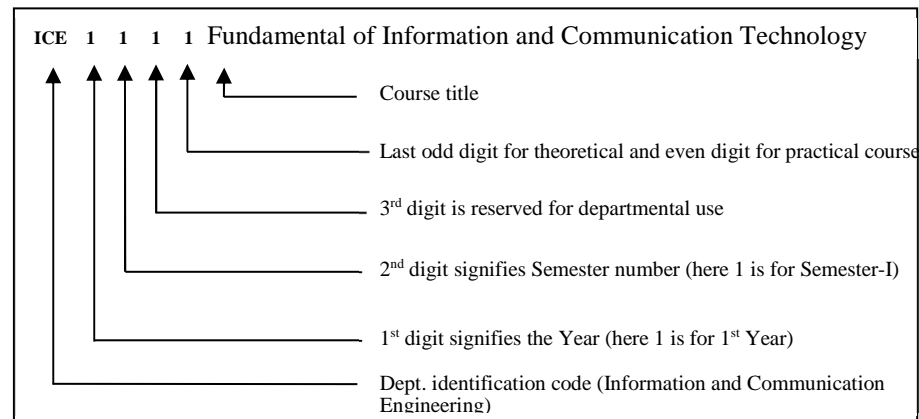 ICE 1 1 1 1 Fundamental of Information and Communication Technology
Course title
Last odd digit for theoretical and even digit for practical course
3rd digit is reserved for departmental use
2nd digit signifies Semester number (here 1 is for Semester-I)
1st digit signifies the Year (here 1 is for 1st Year)
Dept. identification code (Information and Communication
Engineering)